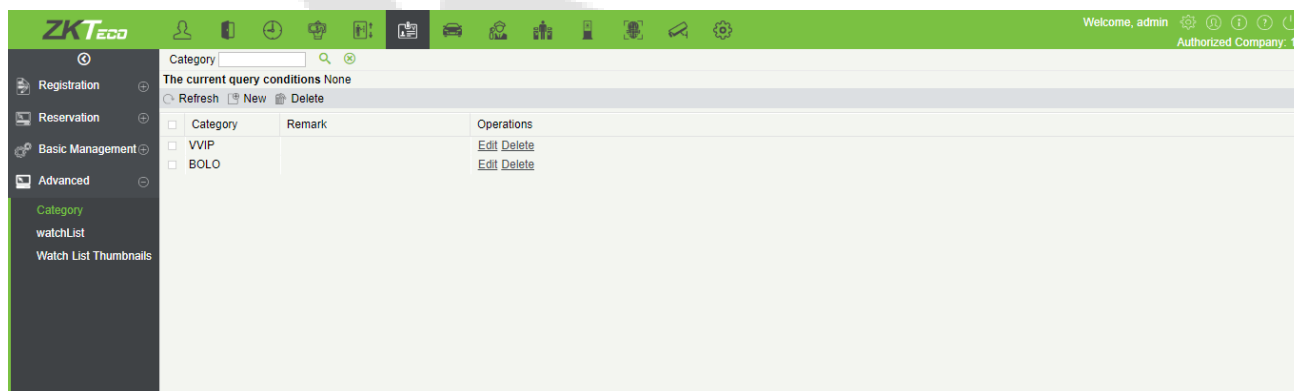 ZKTeco
Welcome, admin
Authorized Company: 1
Category
The current query conditions None
Refresh New Delete
Category Remark Operations
VVIP Edit Delete
BOLO Edit Delete
Registration
Reservation
Basic Management
Advanced
Category
watchList
Watch List Thumbnails